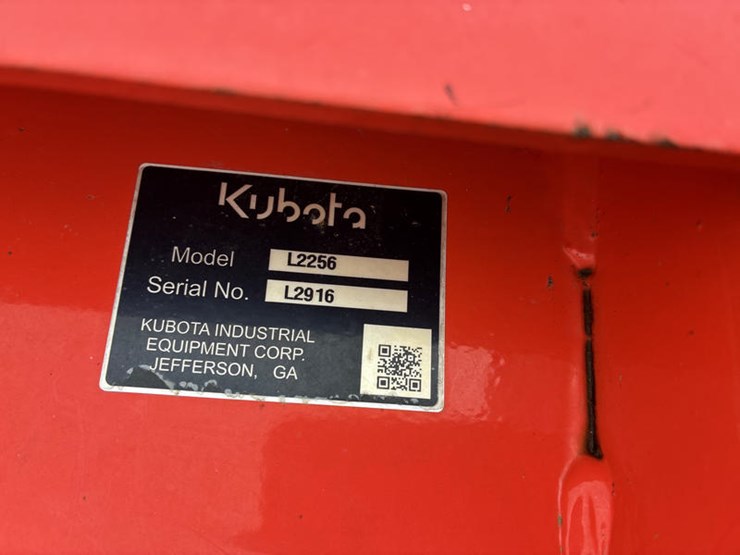 Kubota
Model L2256
Serial No. L2916
KUBOTA INDUSTRIAL
EQUIPMENT CORP.
JEFFERSON, GA